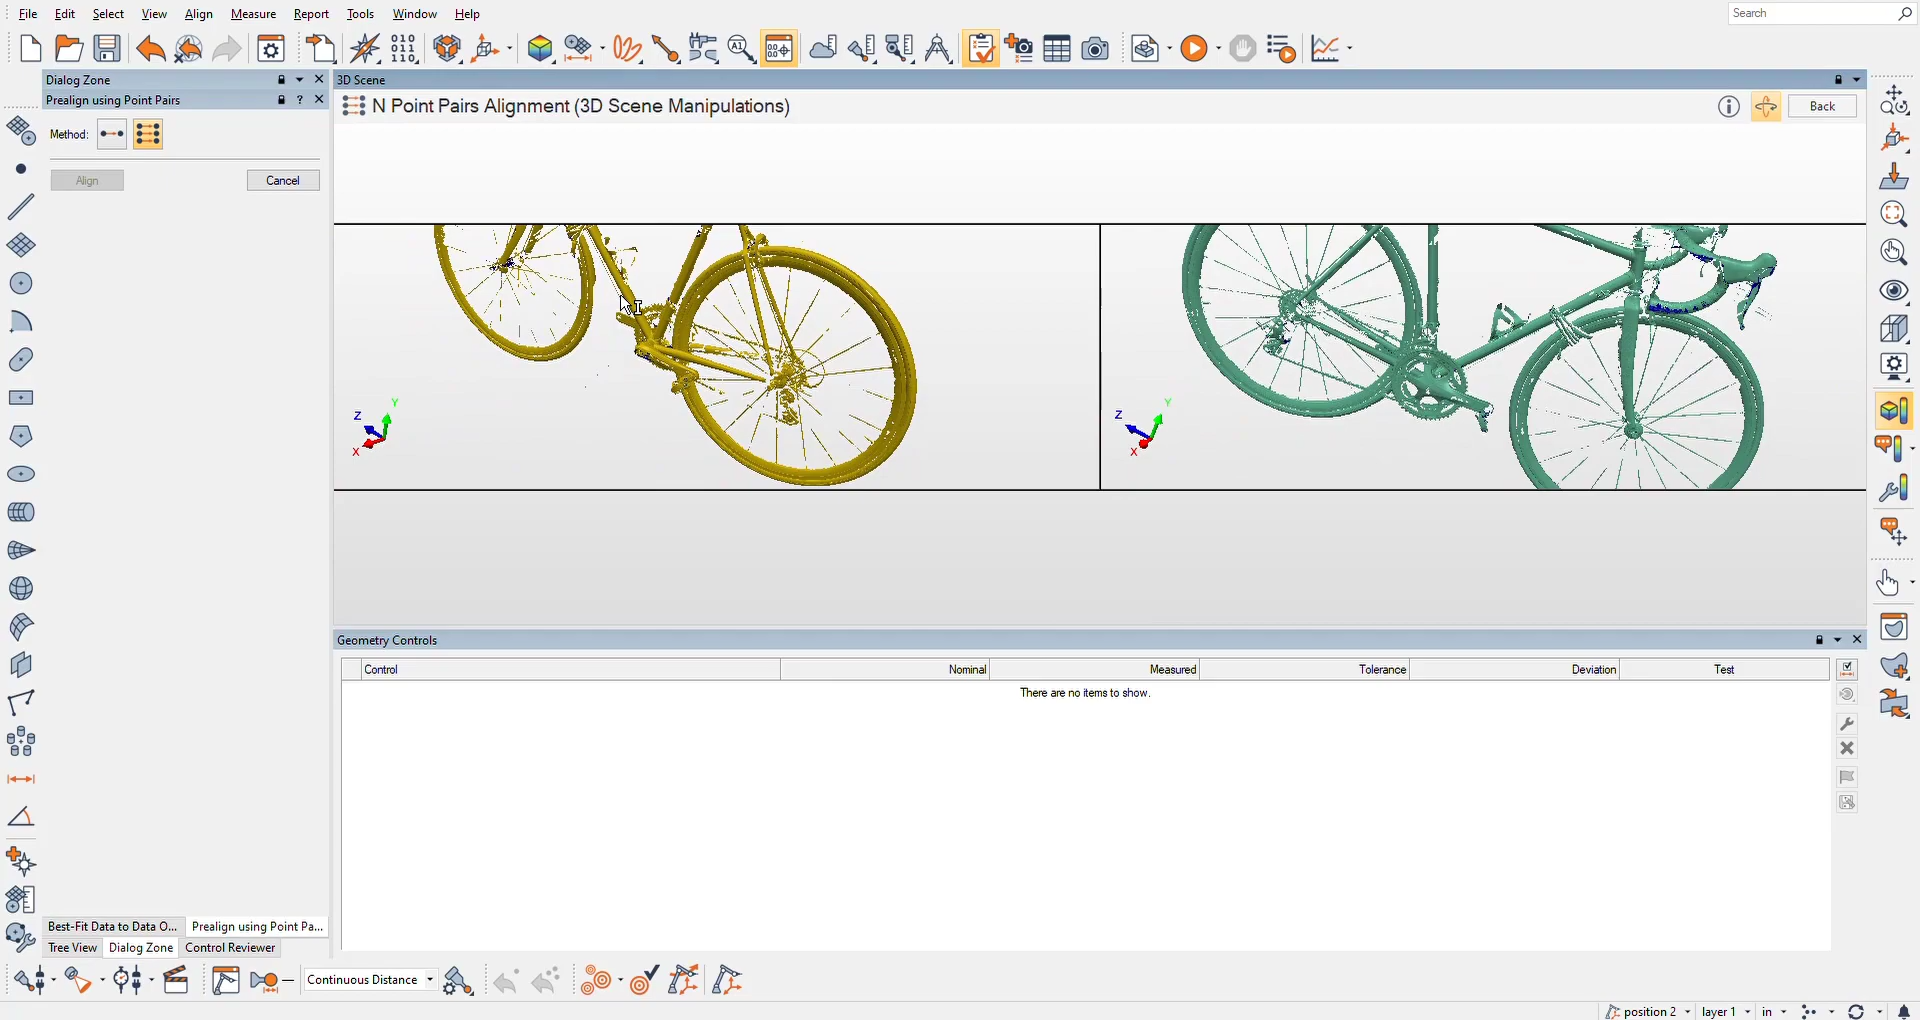 File Edit Select View Align Measure Report Tools Window Help Search
Dialog Zone
3D Scene
Prealign using Point Pairs
N Point Pairs Alignment (3D Scene Manipulations)
Back
Method:
Align
Cancel
Z Y X
Z Y X
Geometry Controls
Control Nominal Measured Tolerance Deviation Test
There are no items to show.
Best-Fit Data to Data O... Prealign using Point Pa...
Tree View Dialog Zone Control Reviewer
Continuous Distance
position 2 layer 1 in